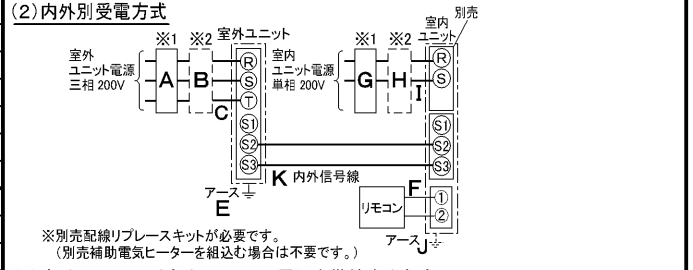 (2)内外別受電方式
別売
室内
ユニット
※1 ※2 室外ユニット ※1 ※2
室外
ユニット電源
三相 200V
A B C
R
S
T
S1
S2
S3
室内
ユニット電源
単相 200V
G H I
R
S
S1
S2
S3
K 内外信号線
アース
E
リモコン
F
①
②
アース J
※別売配線リプレースキットが必要です。
(別売補助電気ヒーターを組込む場合は不要です。)